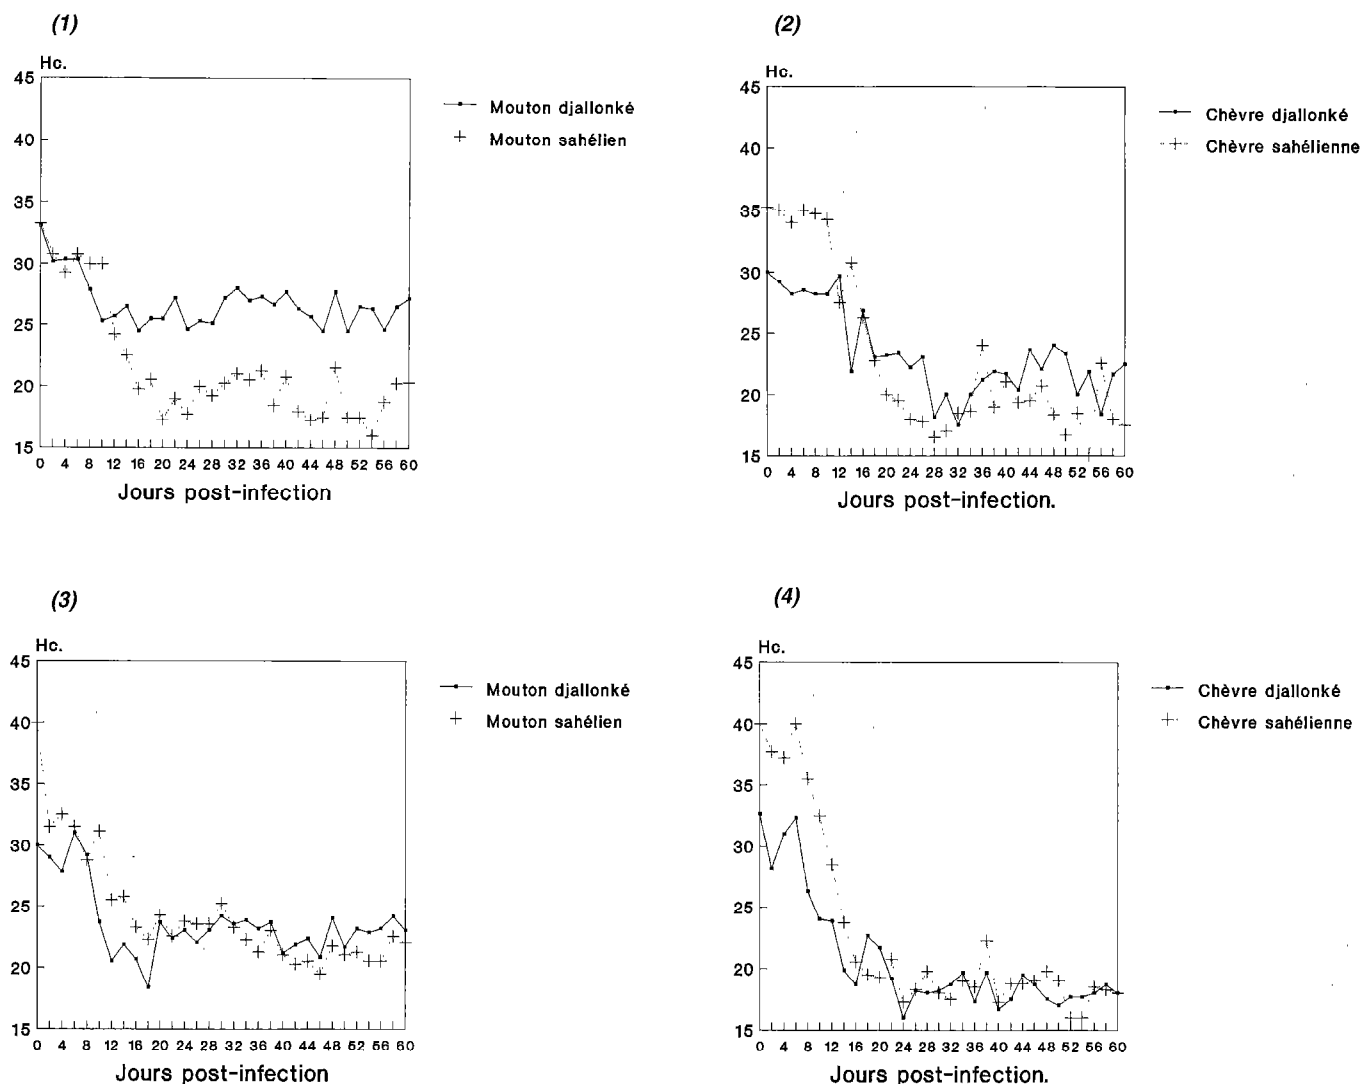 (1)
Hc.
45
40
35
30
25
20
15
0 4 8 12 16 20 24 28 32 36 40 44 48 52 56 60
Jours post-infection
Mouton djallonké
Mouton sahélien
(2)
Hc.
45
40
35
30
25
20
15
0 4 8 12 16 20 24 28 32 36 40 44 48 52 56 60
Jours post-infection.
Chèvre djallonké
Chèvre sahélienne
(3)
Hc.
45
40
35
30
25
20
15
0 4 8 12 16 20 24 28 32 36 40 44 48 52 56 60
Jours post-infection
Mouton djallonké
Mouton sahélien
(4)
Hc.
45
40
35
30
25
20
15
0 4 8 12 16 20 24 28 32 36 40 44 48 52 56 60
Jours post-infection.
Chèvre djallonké
Chèvre sahélienne